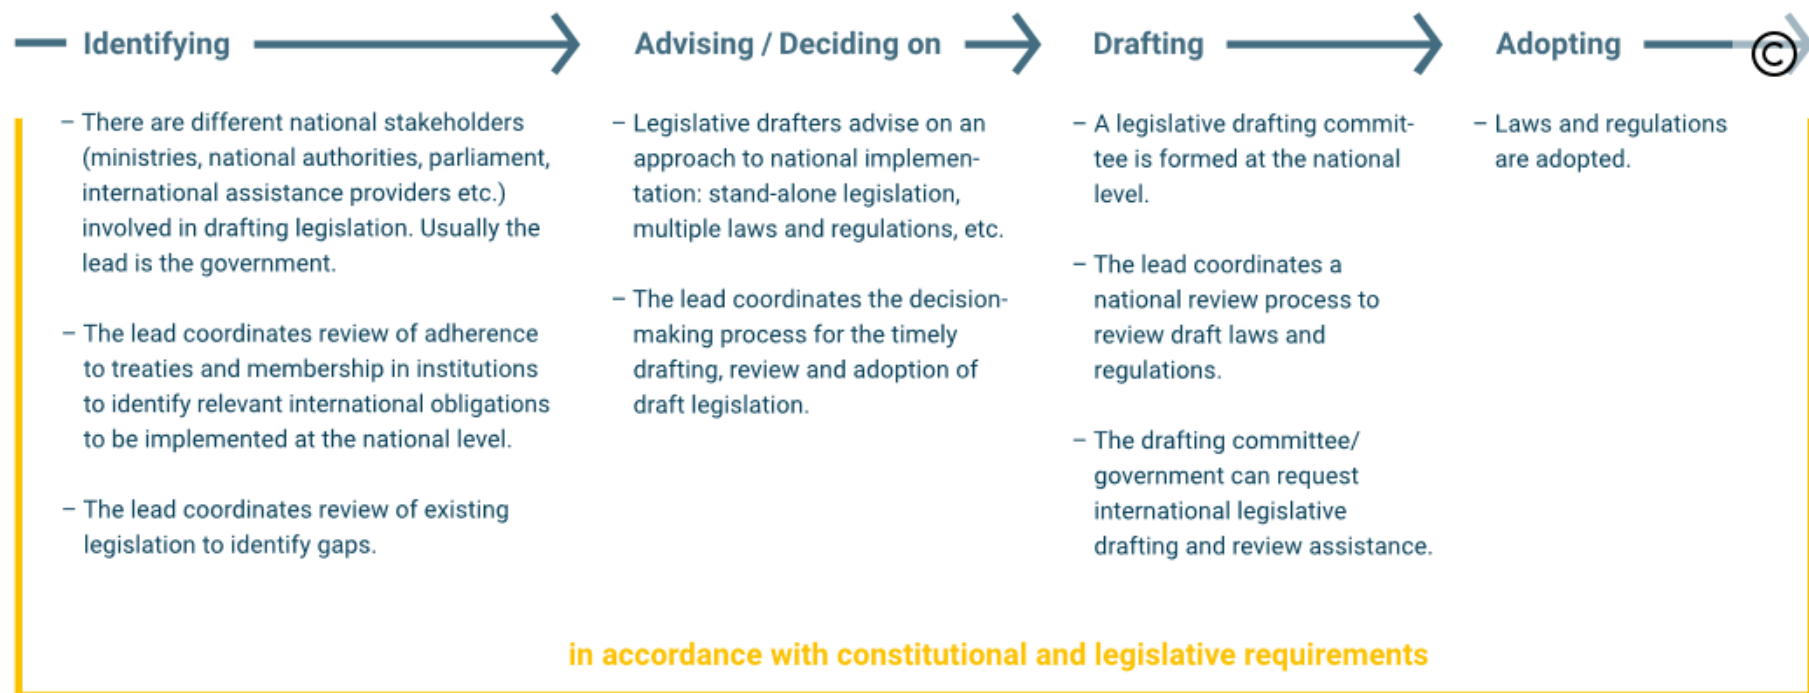 Identifying
Advising / Deciding on
Drafting
Adopting
©
– There are different national stakeholders
(ministries, national authorities, parliament,
international assistance providers etc.)
involved in drafting legislation. Usually the
lead is the government.
– The lead coordinates review of adherence
to treaties and membership in institutions
to identify relevant international obligations
to be implemented at the national level.
– The lead coordinates review of existing
legislation to identify gaps.
– Legislative drafters advise on an
approach to national implemen-
tation: stand-alone legislation,
multiple laws and regulations, etc.
– The lead coordinates the decision-
making process for the timely
drafting, review and adoption of
draft legislation.
– A legislative drafting commit-
tee is formed at the national
level.
– The lead coordinates a
national review process to
review draft laws and
regulations.
– The drafting committee/
government can request
international legislative
drafting and review assistance.
– Laws and regulations
are adopted.
in accordance with constitutional and legislative requirements